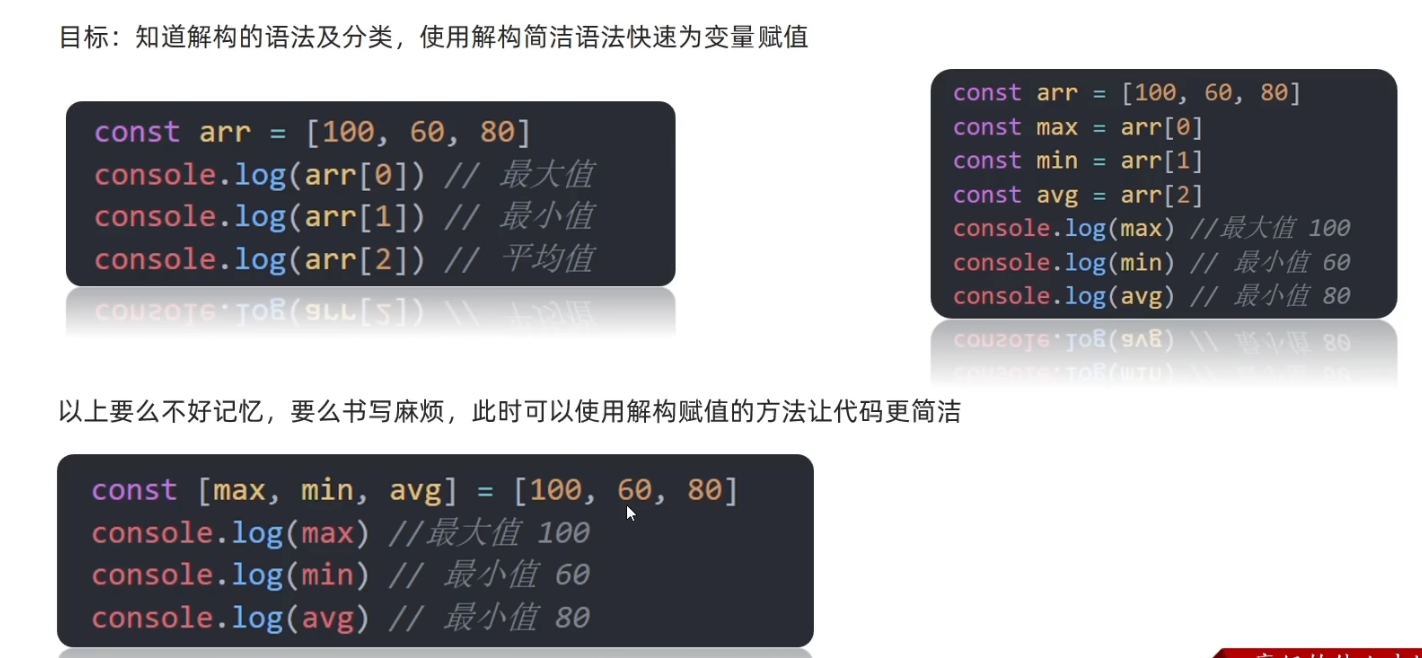 目标：知道解构的语法及分类，使用解构简洁语法快速为变量赋值
const arr = [100, 60, 80]
console.log(arr[0]) // 最大值
console.log(arr[1]) // 最小值
console.log(arr[2]) // 平均值
const arr = [100, 60, 80]
const max = arr[0]
const min = arr[1]
const avg = arr[2]
console.log(max) //最大值 100
console.log(min) // 最小值 60
console.log(avg) // 最小值 80
以上要么不好记忆，要么书写麻烦，此时可以使用解构赋值的方法让代码更简洁
const [max, min, avg] = [100, 60, 80]
console.log(max) //最大值 100
console.log(min) // 最小值 60
console.log(avg) // 最小值 80